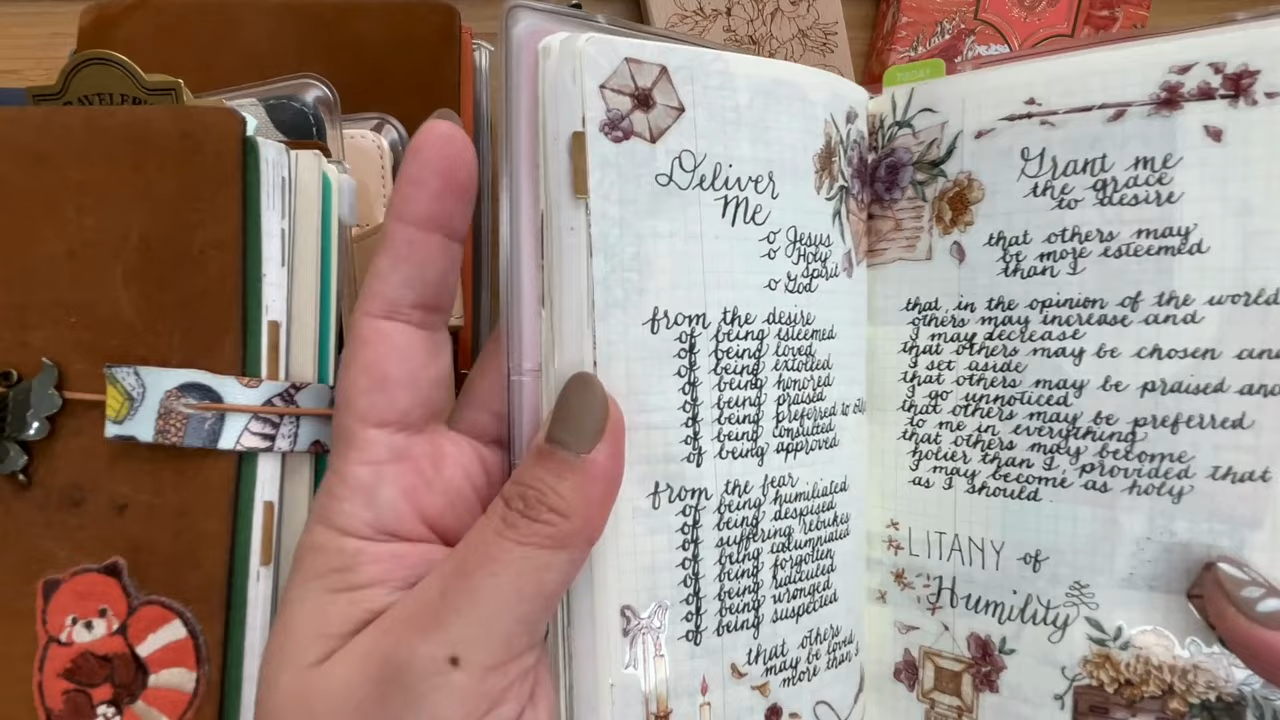 TRAVELER'S
TODAY
Deliver
Me
o Jesus
o Holy
Spirit
o God
from the desire
of being esteemed
of being loved
of being extolled
of being honored
of being praised
of being preferred to
of being consulted
of being approved
from the fear
of being humiliated
of being despised
of suffering rebukes
of being calumniated
of being forgotten
of being ridiculed
of being wronged
of being suspected
that others
may be loved
more than I
Grant me
the grace
to desire
that others may
be more esteemed
than I
that, in the opinion of the world
others may increase and
I may decrease
that others may be chosen and
I set aside
that others may be praised and
I go unnoticed
that others may be preferred
to me in everything
that others may become
holier than I, provided that
I may become as holy
as I should.
LITANY of
Humility